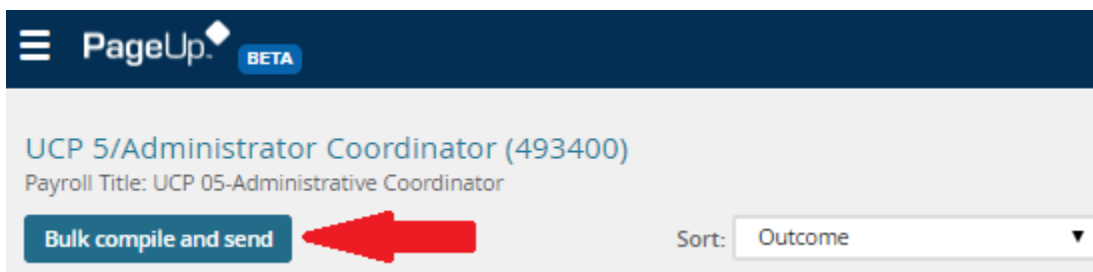 PageUp. BETA
UCP 5/Administrator Coordinator (493400)
Payroll Title: UCP 05-Administrative Coordinator
Bulk compile and send
Sort: Outcome